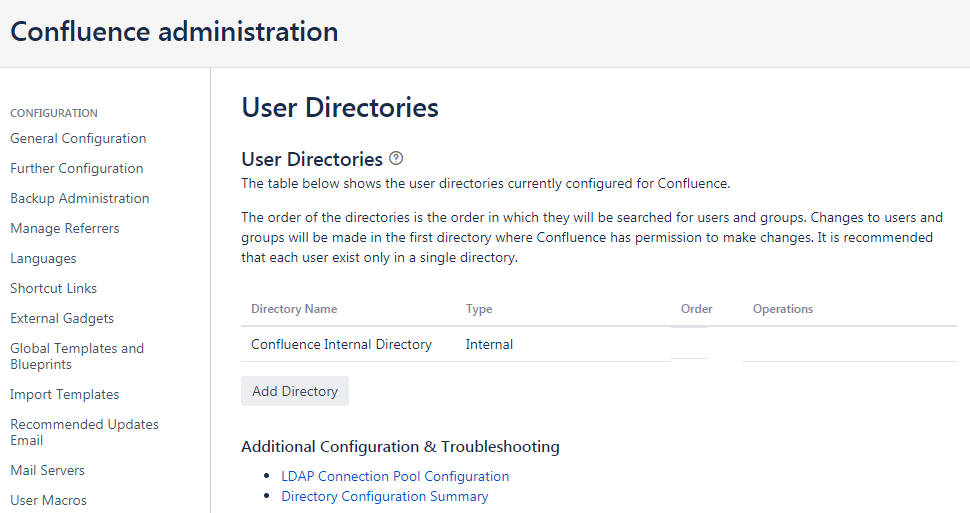 Confluence administration
CONFIGURATION
General Configuration
Further Configuration
Backup Administration
Manage Referrers
Languages
Shortcut Links
External Gadgets
Global Templates and
Blueprints
Import Templates
Recommended Updates
Email
Mail Servers
User Macros
User Directories
User Directories ?
The table below shows the user directories currently configured for Confluence.
The order of the directories is the order in which they will be searched for users and groups. Changes to users and
groups will be made in the first directory where Confluence has permission to make changes. It is recommended
that each user exist only in a single directory.
Directory Name Type Order Operations
Confluence Internal Directory Internal
Add Directory
Additional Configuration & Troubleshooting
• LDAP Connection Pool Configuration
• Directory Configuration Summary